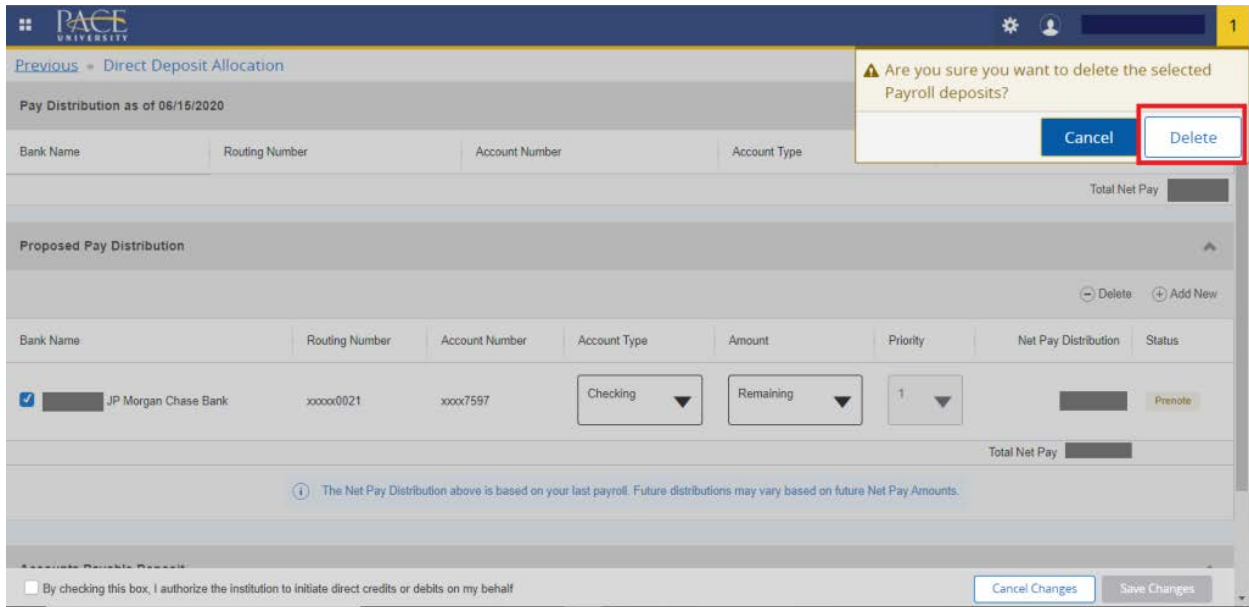 PACE
UNIVERSITY
1
Previous • Direct Deposit Allocation
Are you sure you want to delete the selected
Payroll deposits?
Cancel Delete
Pay Distribution as of 06/15/2020
Bank Name Routing Number Account Number Account Type
Total Net Pay
Proposed Pay Distribution
Delete Add New
Bank Name Routing Number Account Number Account Type Amount Priority Net Pay Distribution Status
JP Morgan Chase Bank xxxxx0021 xxxx7597 Checking Remaining 1 Prenote
Total Net Pay
The Net Pay Distribution above is based on your last payroll. Future distributions may vary based on future Net Pay Amounts.
Accounts Payable Deposit
By checking this box, I authorize the institution to initiate direct credits or debits on my behalf
Cancel Changes Save Changes